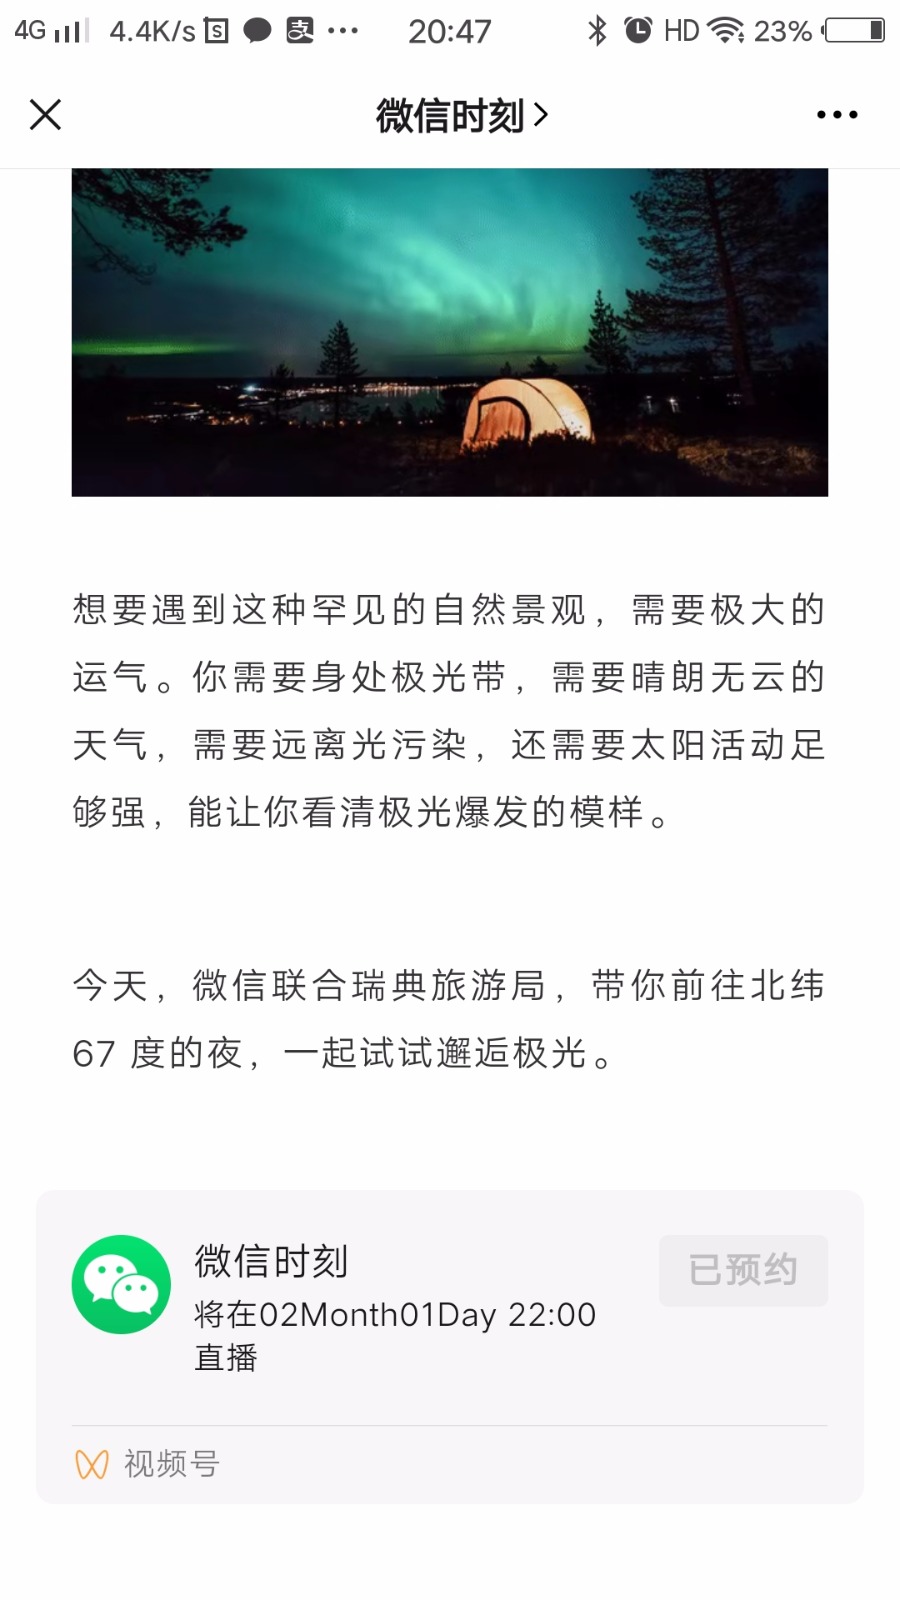 4G 4.4K/s S 支 ... 20:47 HD 23%
微信时刻
想要遇到这种罕见的自然景观，需要极大的
运气。你需要身处极光带，需要晴朗无云的
天气，需要远离光污染，还需要太阳活动足
够强，能让你看清极光爆发的模样。
今天，微信联合瑞典旅游局，带你前往北纬
67 度的夜，一起试试邂逅极光。
微信时刻
已预约
将在02Month01Day 22:00
直播
视频号